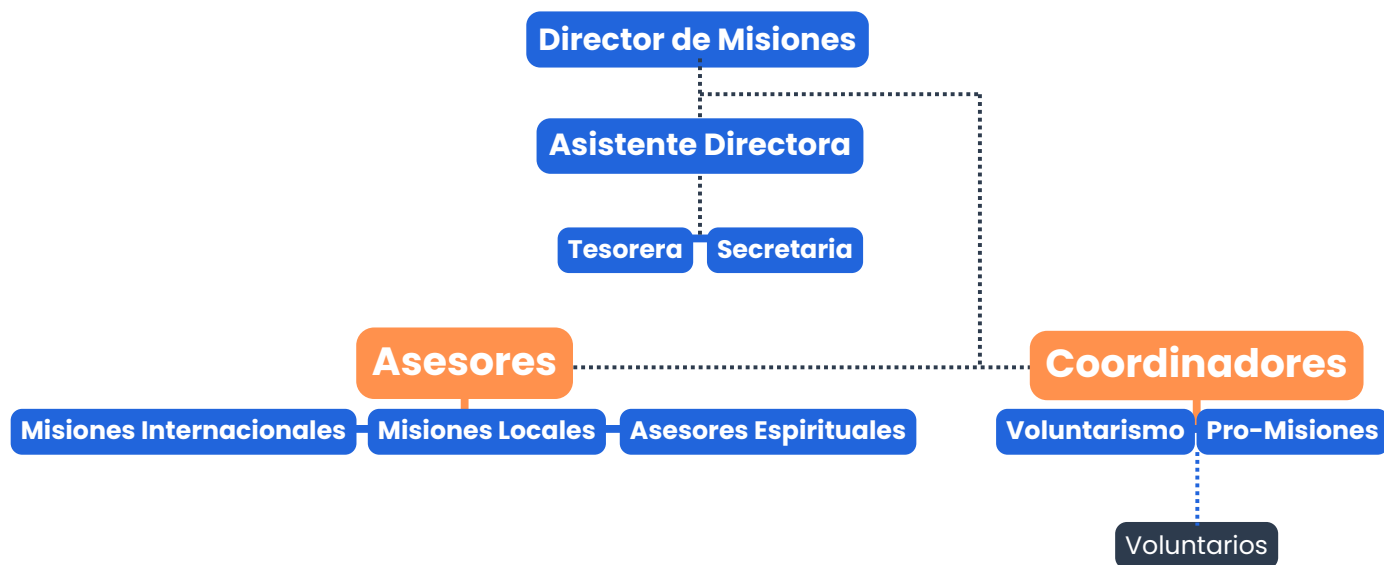 Director de Misiones
Asistente Directora
Tesorera
Secretaria
Asesores
Coordinadores
Misiones Internacionales
Misiones Locales
Asesores Espirituales
Voluntarismo
Pro-Misiones
Voluntarios